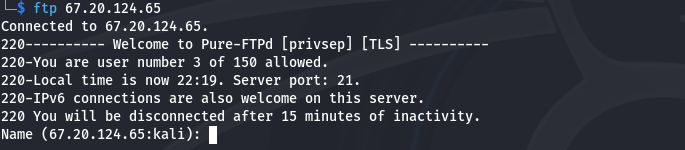 └─$ ftp 67.20.124.65
Connected to 67.20.124.65.
220---------- Welcome to Pure-FTPd [privsep] [TLS] ----------
220-You are user number 3 of 150 allowed.
220-Local time is now 22:19. Server port: 21.
220-IPv6 connections are also welcome on this server.
220 You will be disconnected after 15 minutes of inactivity.
Name (67.20.124.65:kali):